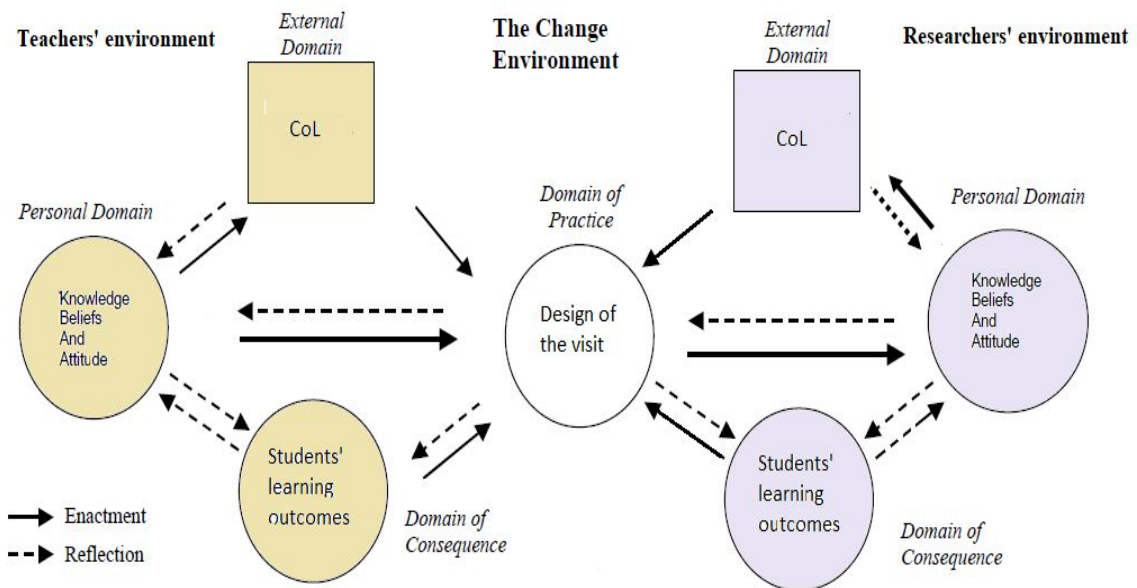 Teachers' environment
External
Domain
The Change
Environment
External
Domain
Researchers' environment
CoL
CoL
Personal Domain
Domain of
Practice
Personal Domain
Knowledge
Beliefs
And
Attitude
Design of
the visit
Knowledge
Beliefs
And
Attitude
Students'
learning
outcomes
Students'
learning
outcomes
Domain of
Consequence
Domain of
Consequence
Enactment
Reflection